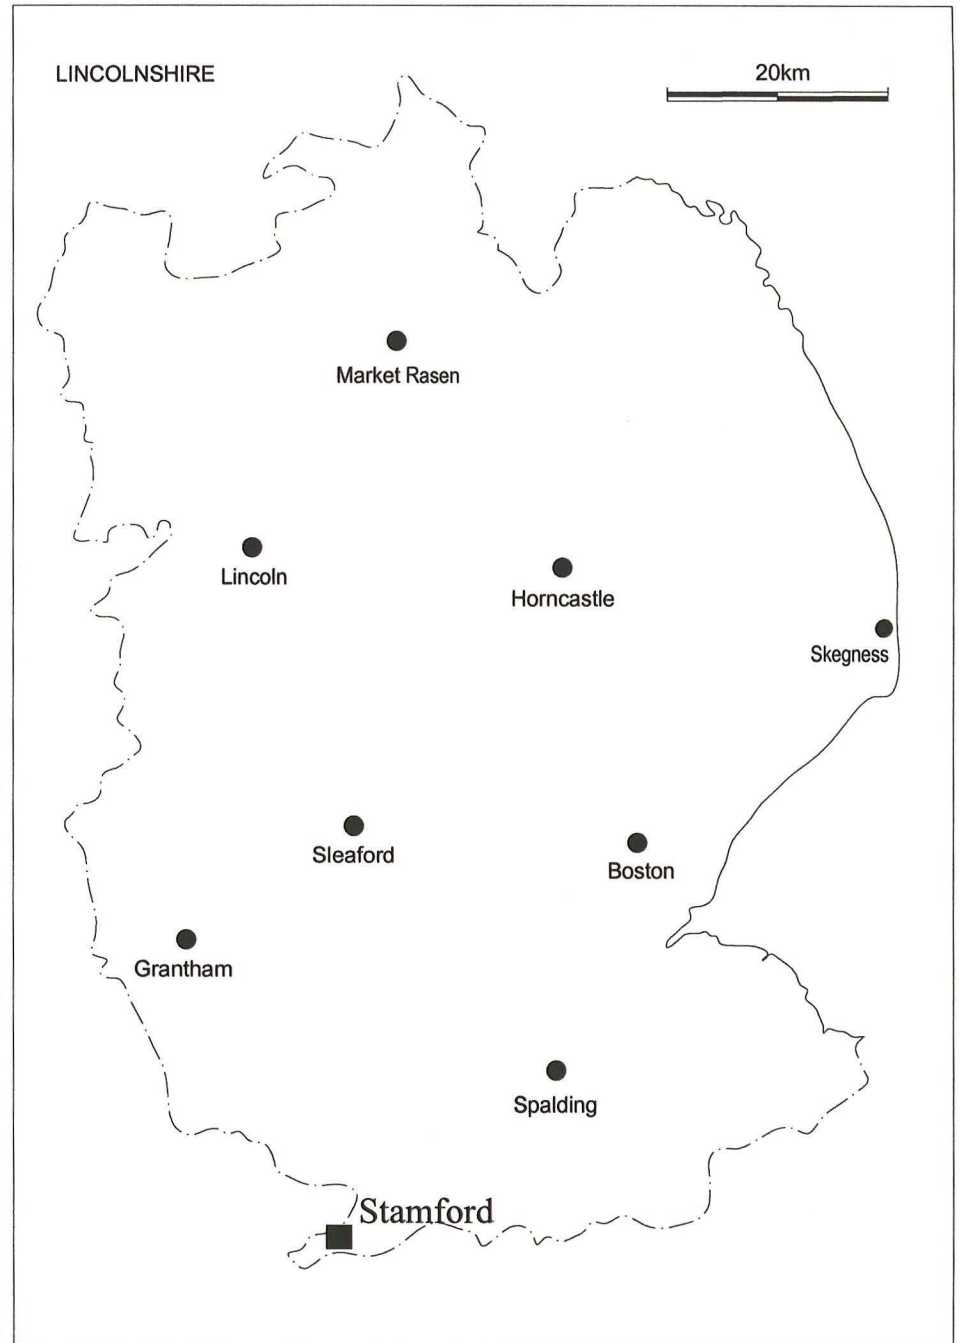 LINCOLNSHIRE
20km
Market Rasen
Lincoln
Horncastle
Skegness
Sleaford
Boston
Grantham
Spalding
Stamford